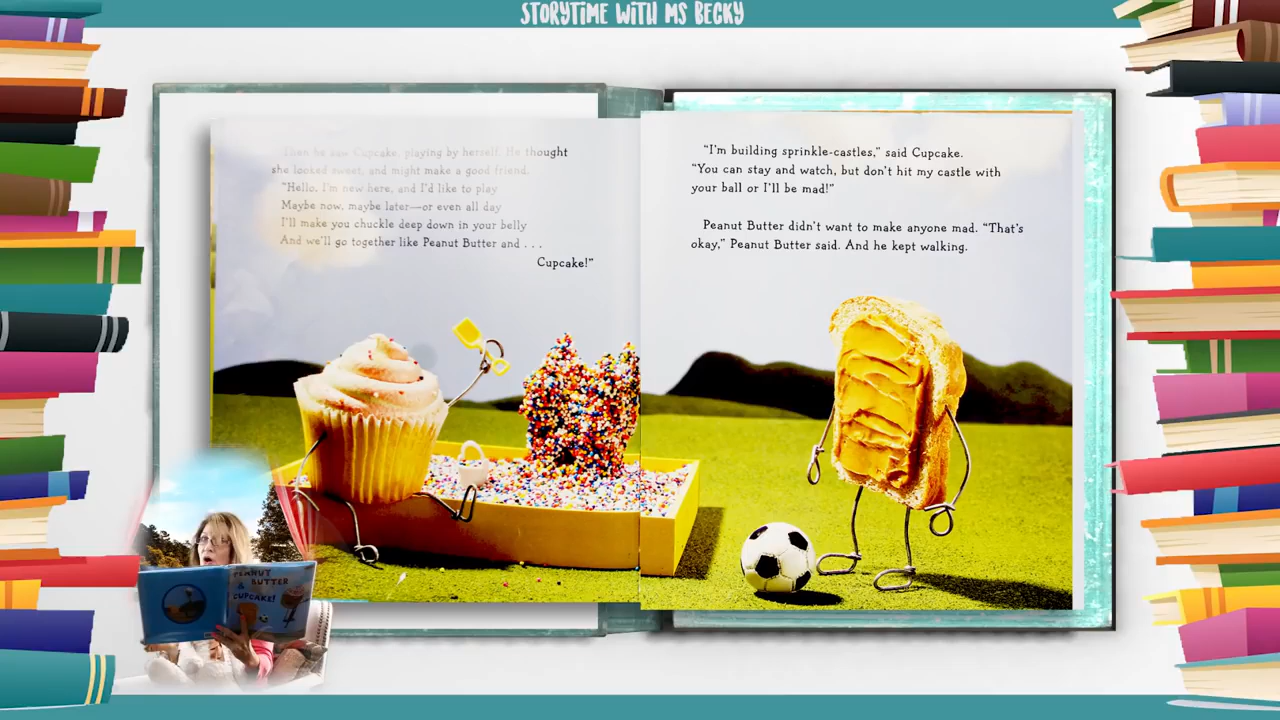 STORYTIME WITH MS BECKY
Then he saw Cupcake, playing by herself. He thought
she looked sweet, and might make a good friend.
"Hello, I'm new here, and I'd like to play
Maybe now, maybe later—or even all day
I'll make you chuckle deep down in your belly
And we'll go together like Peanut Butter and . . .
Cupcake!"
"I'm building sprinkle-castles," said Cupcake.
"You can stay and watch, but don't hit my castle with
your ball or I'll be mad!"
Peanut Butter didn't want to make anyone mad. "That's
okay," Peanut Butter said. And he kept walking.
PEANUT
BUTTER
&
CUPCAKE!